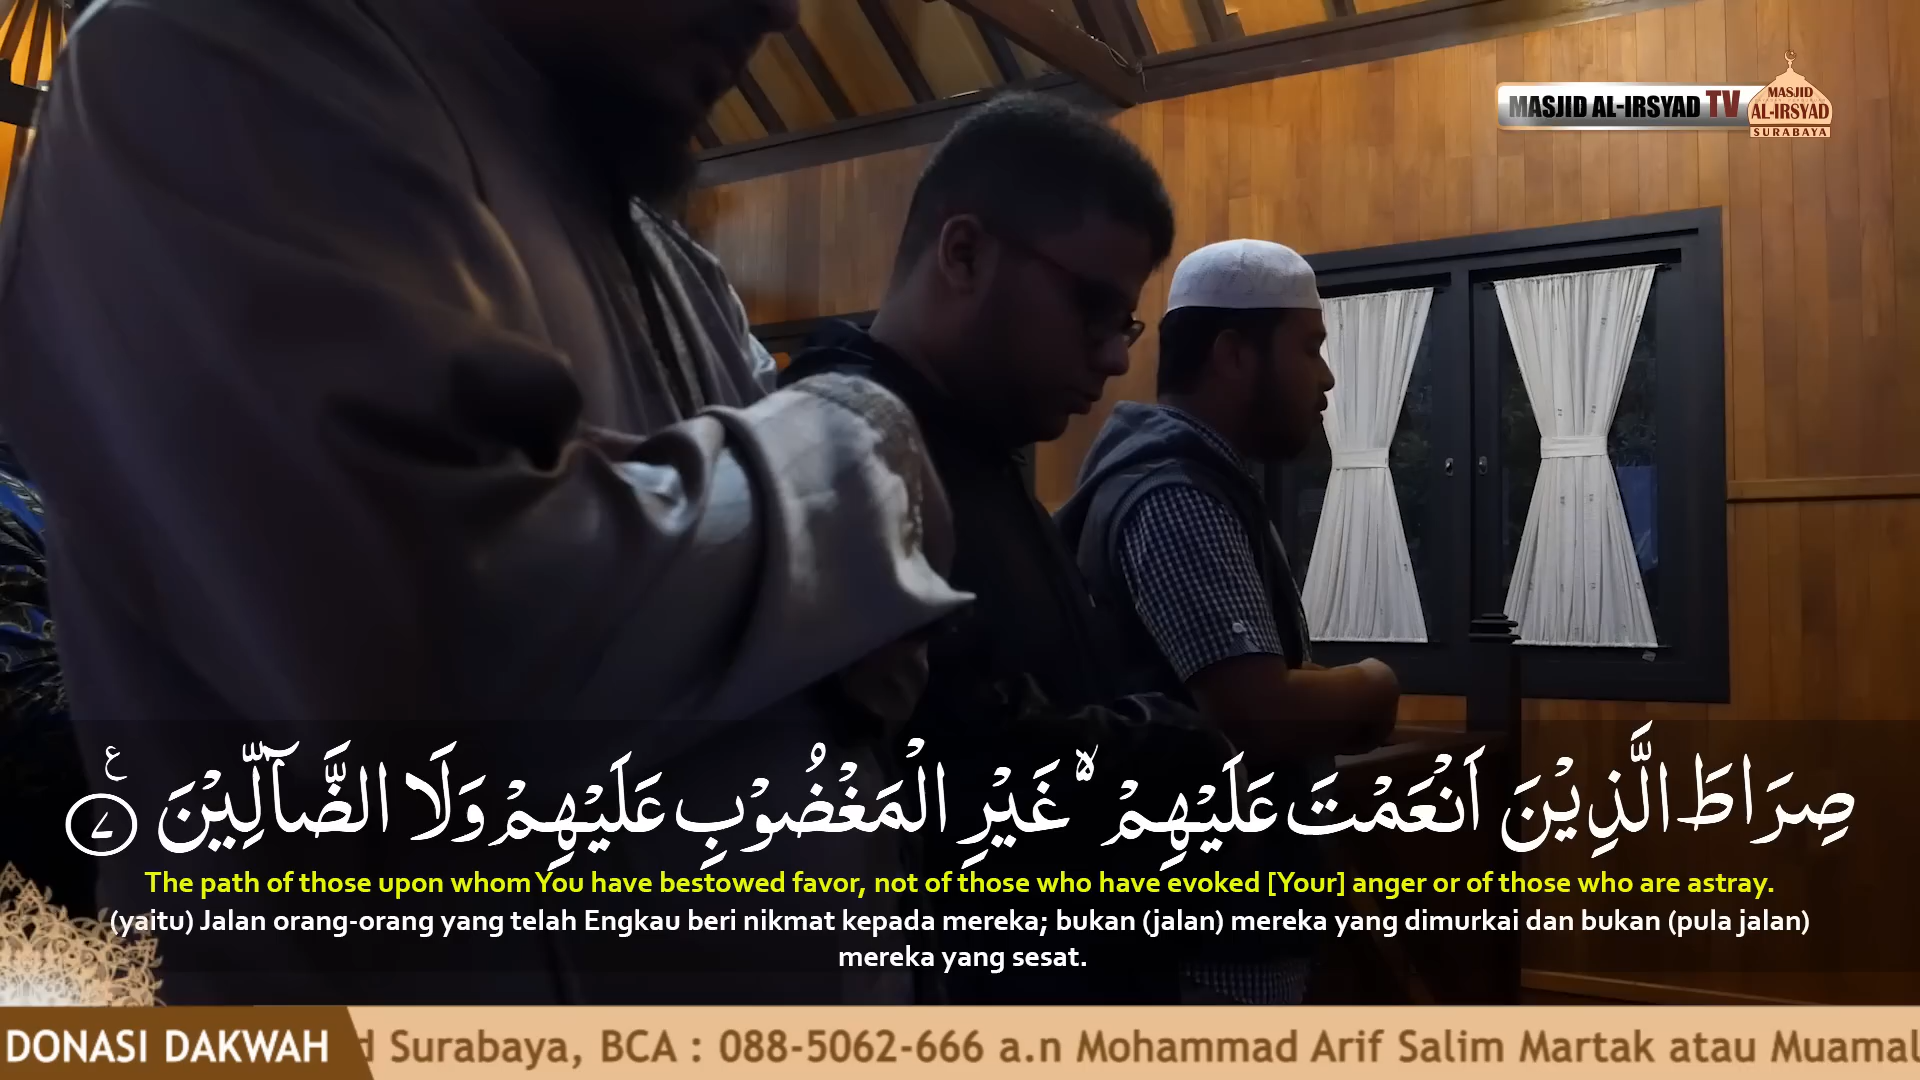 MASJID AL-IRSYAD TV
MASJID
AL-IRSYAD
SURABAYA
صِرَاطَ الَّذِيْنَ اَنْعَمْتَ عَلَيْهِمْ ەۙ غَيْرِ الْمَغْضُوْبِ عَلَيْهِمْ وَلَا الضَّاۤلِّيْنَ ࣖ ٧
The path of those upon whom You have bestowed favor, not of those who have evoked [Your] anger or of those who are astray.
(yaitu) Jalan orang-orang yang telah Engkau beri nikmat kepada mereka; bukan (jalan) mereka yang dimurkai dan bukan (pula jalan)
mereka yang sesat.
DONASI DAKWAH d Surabaya, BCA : 088-5062-666 a.n Mohammad Arif Salim Martak atau Muamal